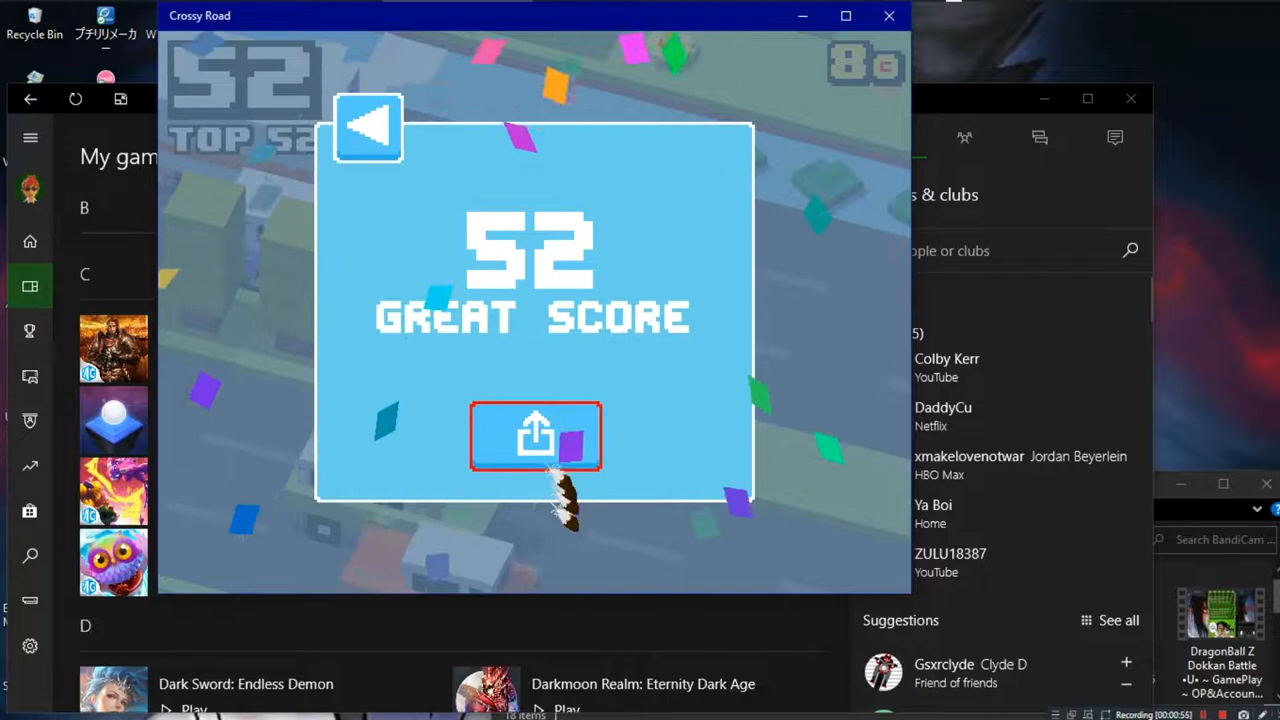 Recycle Bin
プチリメーカ
Crossy Road
52
TOP 52
8
52
GREAT SCORE
My gam
B
C
D
Dark Sword: Endless Demon
Play
Darkmoon Realm: Eternity Dark Age
Play
s & clubs
ople or clubs
5)
Colby Kerr
YouTube
DaddyCu
Netflix
xmakelovenotwar Jordan Beyerlein
HBO Max
Ya Boi
Home
ZULU18387
YouTube
Suggestions
See all
Gsxrclyde Clyde D
Friend of friends
Search BandiCam ...
DragonBall Z
Dokkan Battle
•U• ~ GamePlay
~ OP&Accoun...
18 items
Recording [00:00:55]